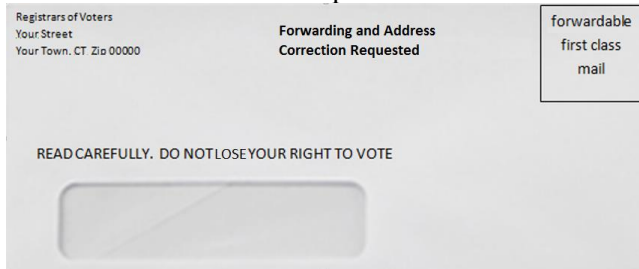 Registrars of Voters
Your Street
Your Town. CT Zip 00000
Forwarding and Address
Correction Requested
forwardable
first class
mail
READ CAREFULLY. DO NOT LOSE YOUR RIGHT TO VOTE